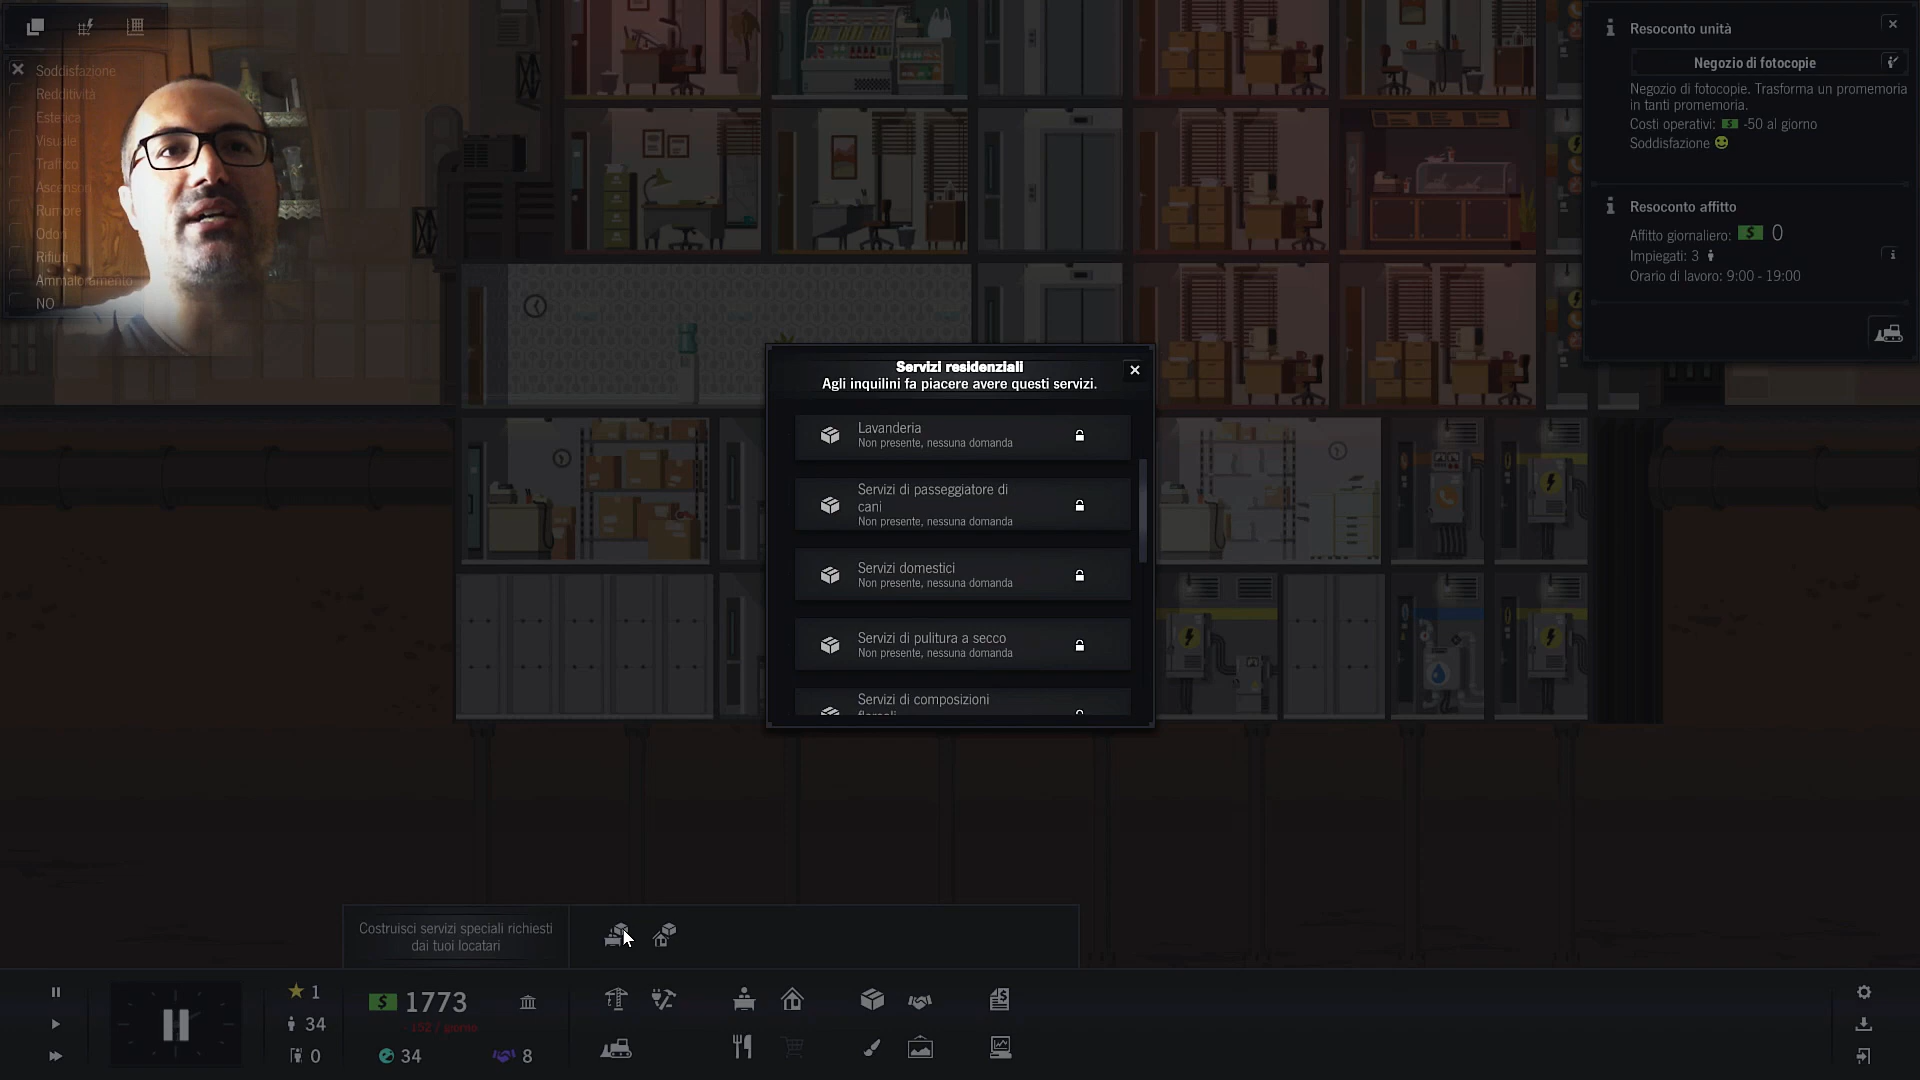 Soddisfazione
Redditività
Estetica
Visuale
Traffico
Ascensori
Rumore
Odori
Rifiuti
NO
Resoconto unità
Negozio di fotocopie
Negozio di fotocopie. Trasforma un promemoria
in tanti promemoria.
Costi operativi: $ -50 al giorno
Soddisfazione
Resoconto affitto
Affitto giornaliero: $ 0
Impiegati: 3
Orario di lavoro: 9:00 - 19:00
Servizi residenziali
Agli inquilini fa piacere avere questi servizi.
Lavanderia
Non presente, nessuna domanda
Servizi di passeggiatore di
cani
Non presente, nessuna domanda
Servizi domestici
Non presente, nessuna domanda
Servizi di pulitura a secco
Non presente, nessuna domanda
Servizi di composizioni
Costruisci servizi speciali richiesti
dai tuoi locatari
1
34
0
$ 1773
-152 / giorno
34
8